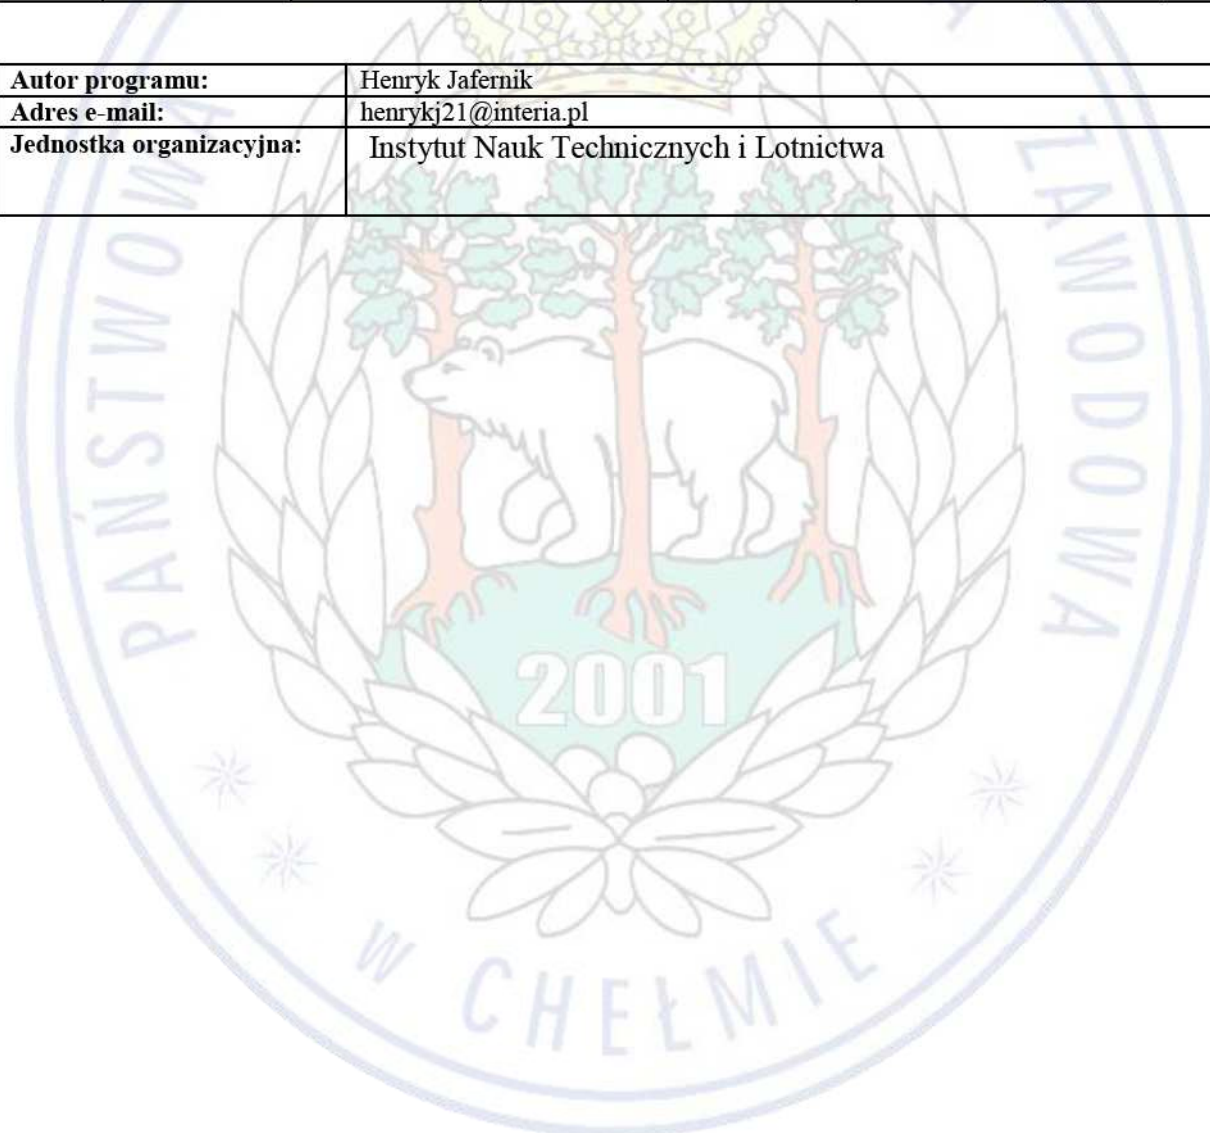 Autor programu: Henryk Jafernik
Adres e-mail: henrykj21@interia.pl
Jednostka organizacyjna: Instytut Nauk Technicznych i Lotnictwa
PAŃSTWOWA
ZAWODOWA
2001
W CHEŁMIE